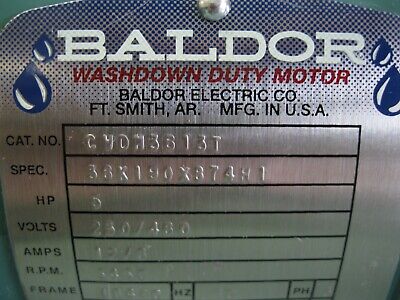 BALDOR
WASHDOWN DUTY MOTOR
BALDOR ELECTRIC CO.
FT. SMITH, AR. MFG. IN U.S.A.
CAT. NO. CWDM3613T
SPEC. 36K190X874H1
HP 5
VOLTS 230/460
AMPS
R.P.M.
FRAME HZ PH